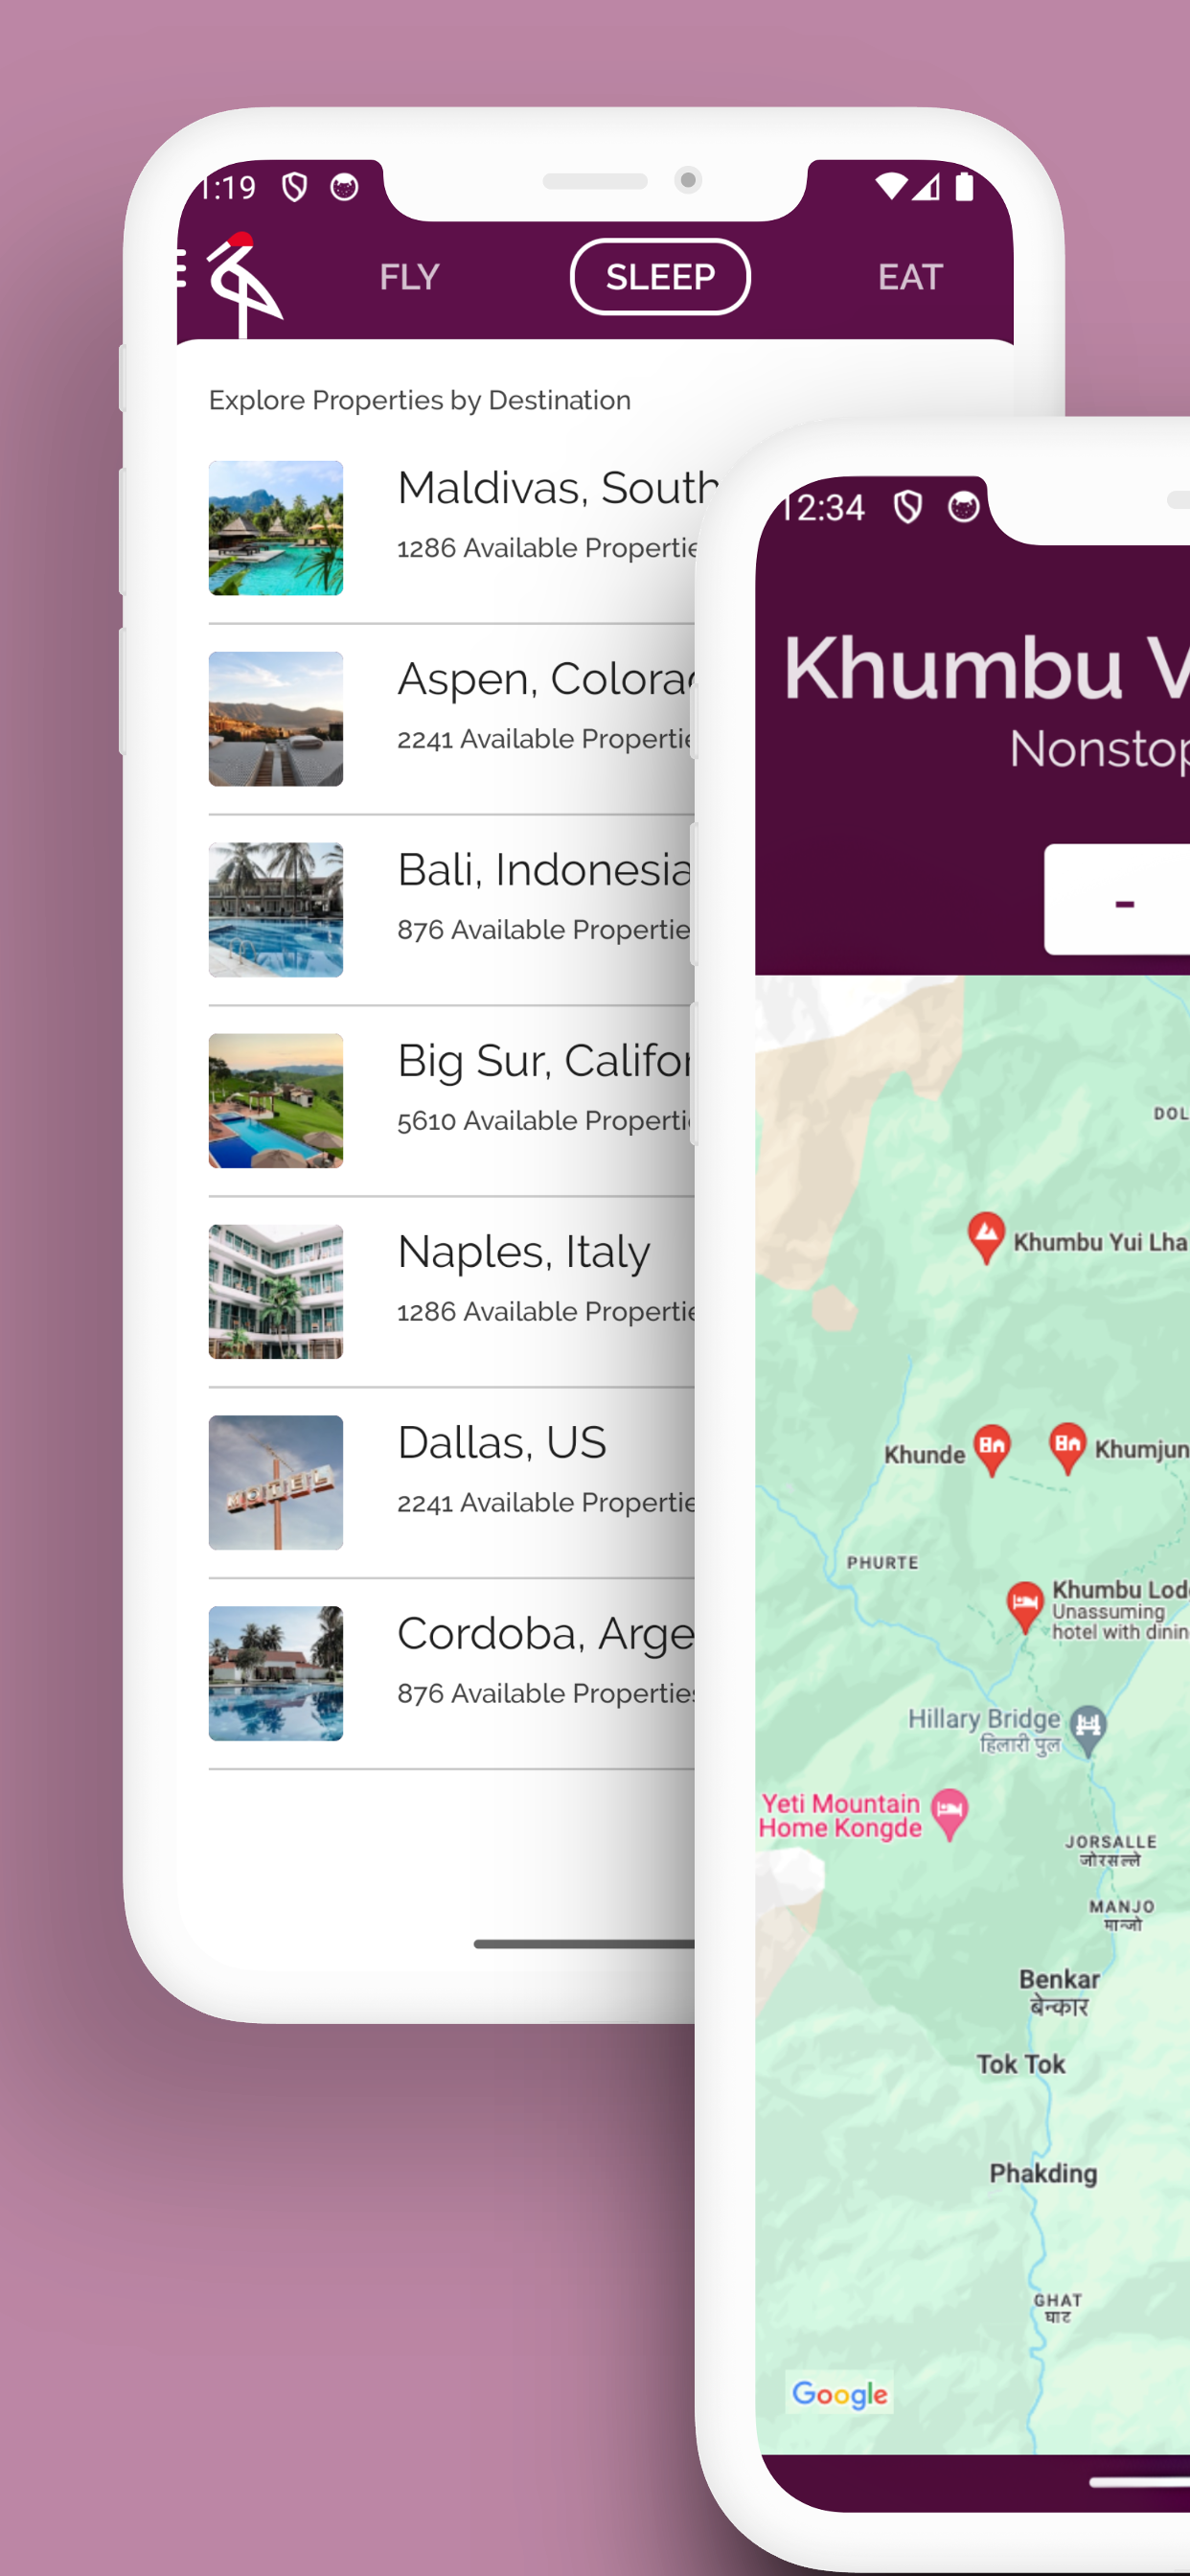 1:19
FLY
SLEEP
EAT
Explore Properties by Destination
Maldives, South
1286 Available Propertie
Aspen, Colorad
2241 Available Propertie
Bali, Indonesia
876 Available Propertie
Big Sur, Califor
5610 Available Properti
Naples, Italy
1286 Available Propertie
Dallas, US
2241 Available Propertie
Cordoba, Arge
876 Available Properties
12:34
Khumbu V
Nonstop
-
DOL
Khumbu Yui Lha
Khunde
Khumjun
PHURTE
Khumbu Lod
Unassuming
hotel with dinin
Hillary Bridge
हिलारी पुल
Yeti Mountain
Home Kongde
JORSALLE
जोरसल्ले
MANJO
मान्जो
Benkar
बेन्कार
Tok Tok
Phakding
GHAT
घाट
Google
MOTEL